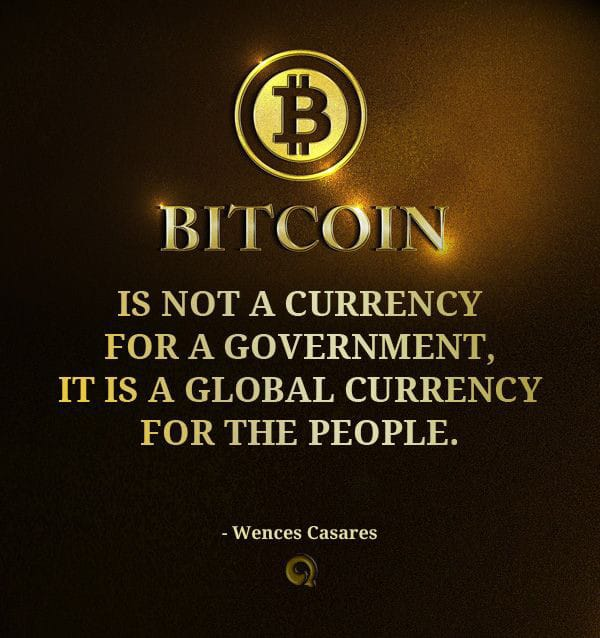 BITCOIN
IS NOT A CURRENCY
FOR A GOVERNMENT,
IT IS A GLOBAL CURRENCY
FOR THE PEOPLE.
- Wences Casares